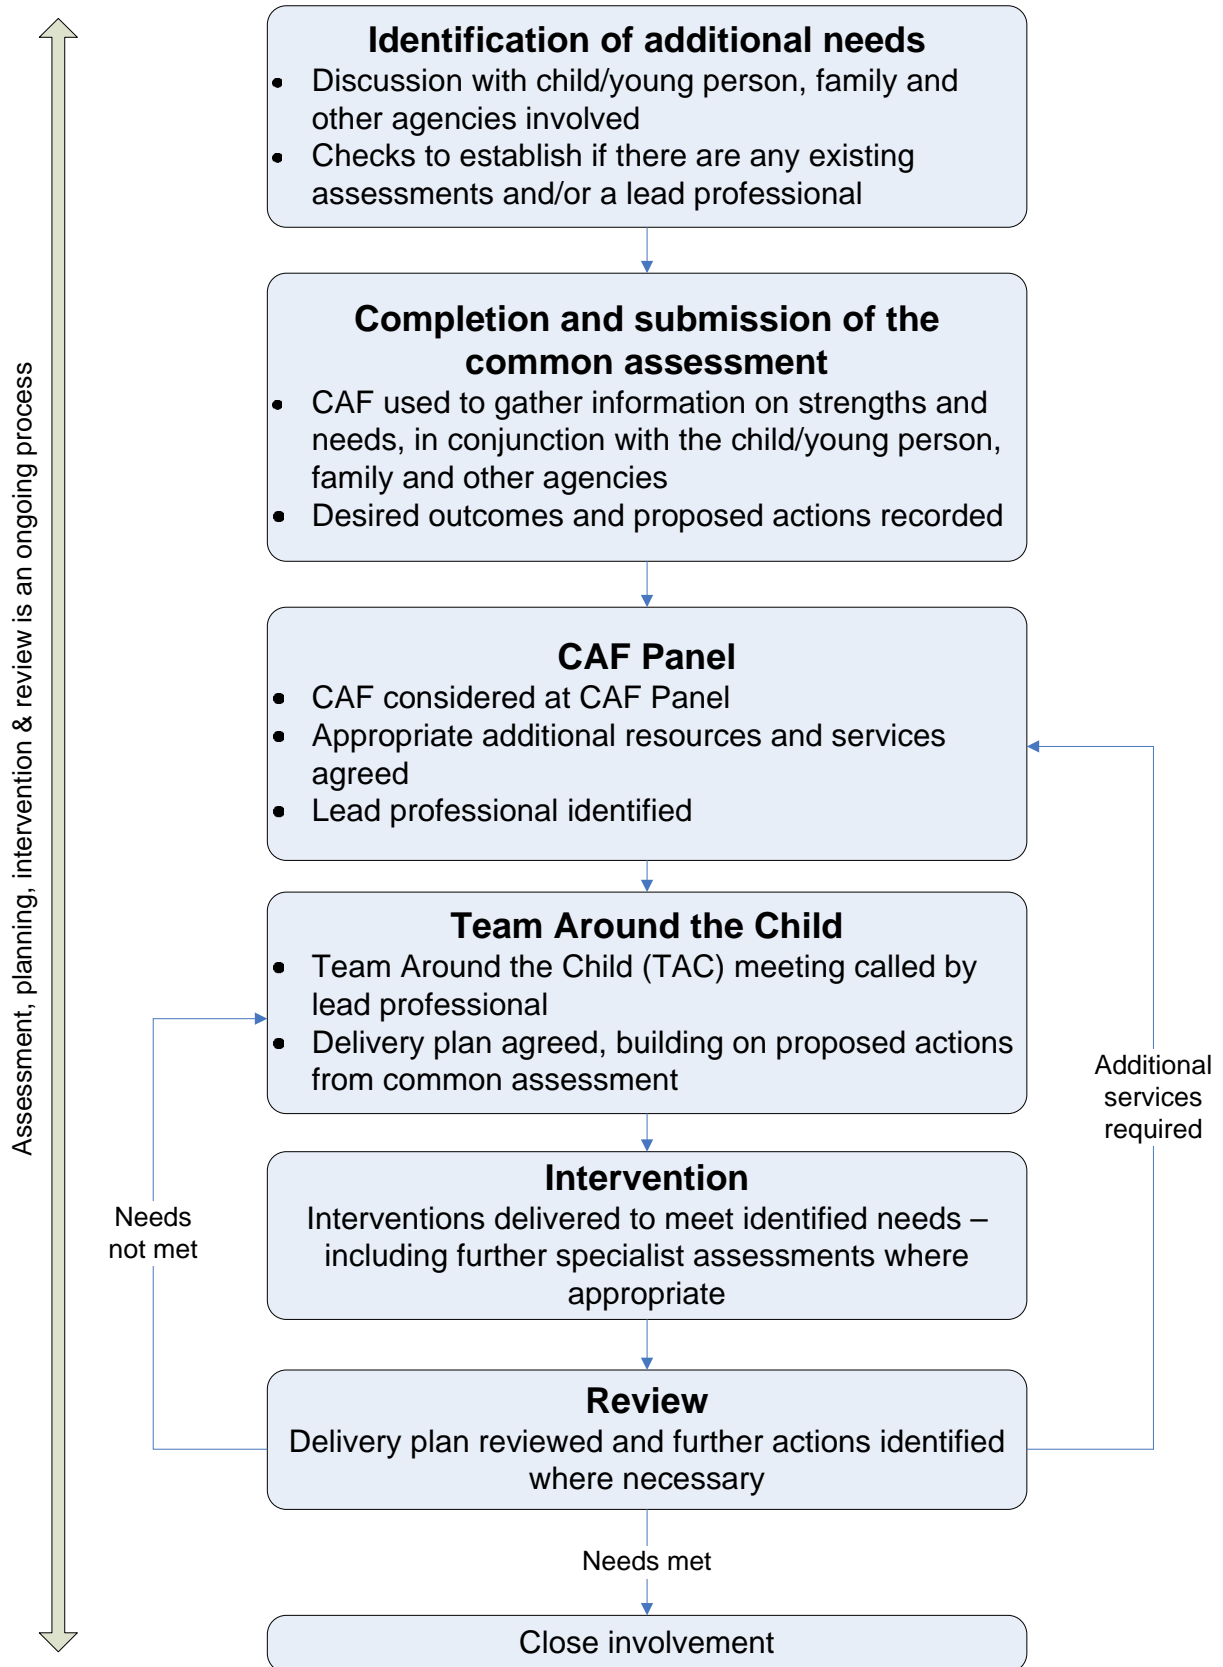 Assessment, planning, intervention & review is an ongoing process
Identification of additional needs
• Discussion with child/young person, family and
other agencies involved
• Checks to establish if there are any existing
assessments and/or a lead professional
Completion and submission of the
common assessment
• CAF used to gather information on strengths and
needs, in conjunction with the child/young person,
family and other agencies
• Desired outcomes and proposed actions recorded
CAF Panel
• CAF considered at CAF Panel
• Appropriate additional resources and services
agreed
• Lead professional identified
Team Around the Child
• Team Around the Child (TAC) meeting called by
lead professional
• Delivery plan agreed, building on proposed actions
from common assessment
Additional
services
required
Intervention
Interventions delivered to meet identified needs –
including further specialist assessments where
appropriate
Needs
not met
Review
Delivery plan reviewed and further actions identified
where necessary
Needs met
Close involvement